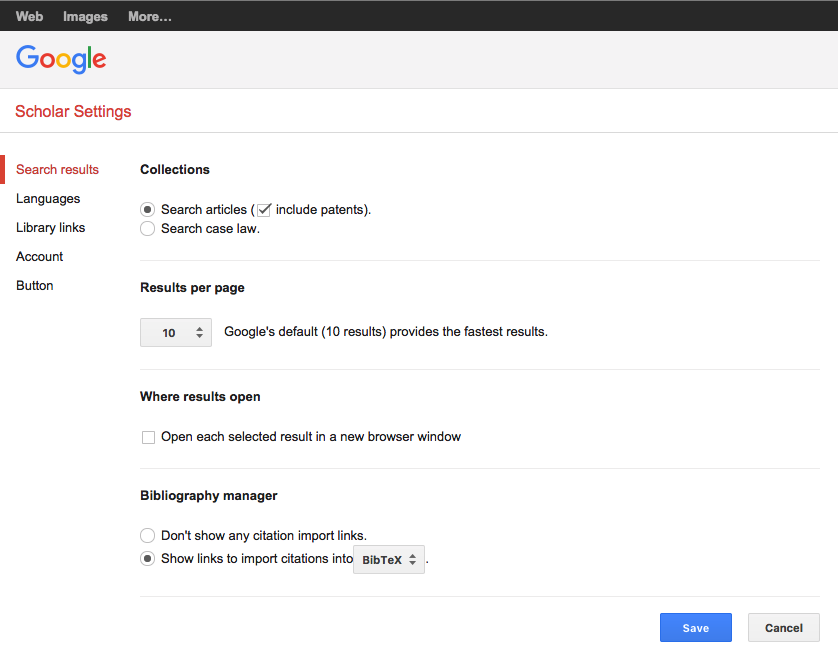 Web Images More...
Google
Scholar Settings
Search results
Languages
Library links
Account
Button
Collections
Search articles ( include patents).
Search case law.
Results per page
10 Google's default (10 results) provides the fastest results.
Where results open
Open each selected result in a new browser window
Bibliography manager
Don't show any citation import links.
Show links to import citations into BibTeX .
Save Cancel